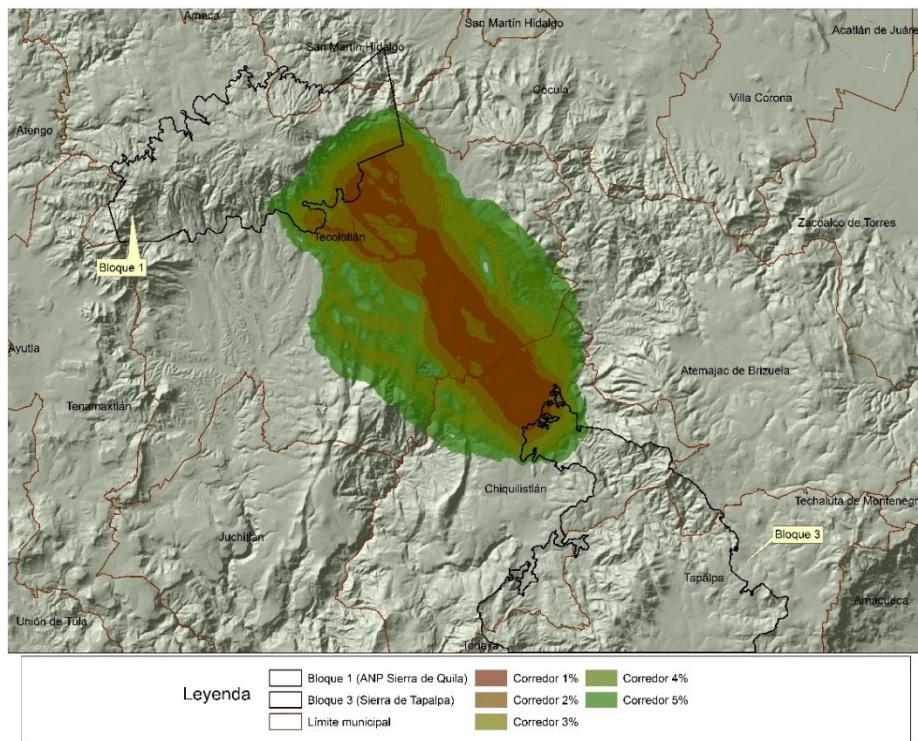 Ameca
San Martín Hidalgo
Acatlán de Juáre
San Martín Hidalgo
Cocula
Villa Corona
Atengo
Zacoalco de Torres
Tecolotlán
Bloque 1
Ayutla
Atemajac de Brizuela
Tenamaxtlán
Chiquilistlán
Techaluta de Montenegr
Juchitlán
Bloque 3
Tapalpa
Amacueca
Unión de Tula
Tonaya
Leyenda
Bloque 1 (ANP Sierra de Quila)
Bloque 3 (Sierra de Tapalpa)
Límite municipal
Corredor 1%
Corredor 2%
Corredor 3%
Corredor 4%
Corredor 5%